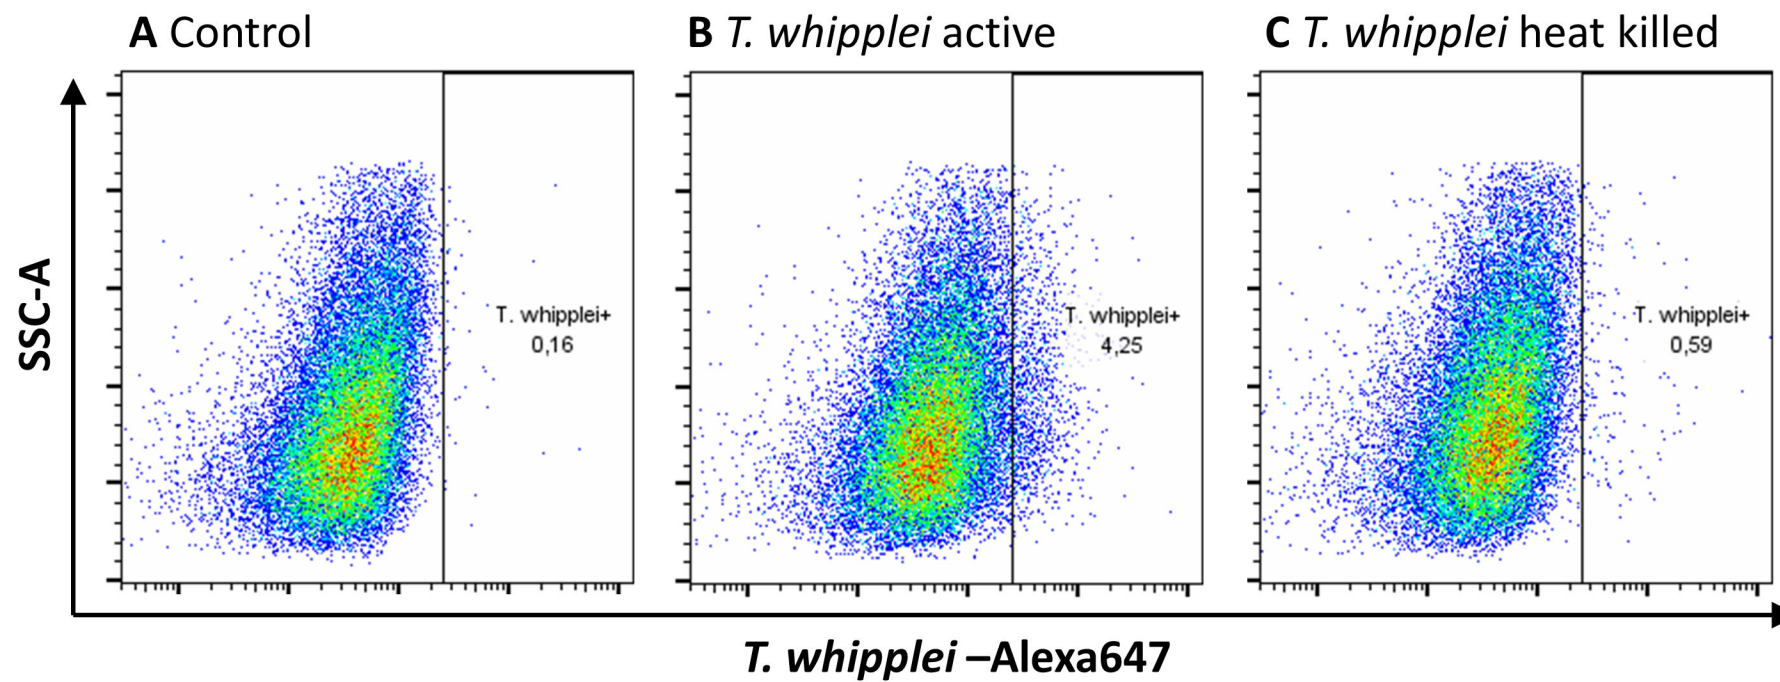 A Control
B T. whipplei active
C T. whipplei heat killed
SSC-A
T. whipplei+
0,16
T. whipplei+
4,25
T. whipplei+
0,59
T. whipplei –Alexa647